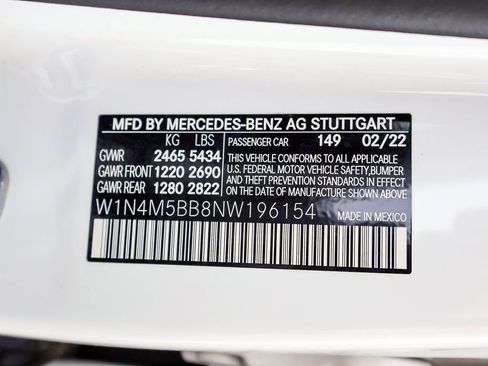 MFD BY MERCEDES-BENZ AG STUTTGART
KG LBS PASSENGER CAR 149 02/22
GVWR 2465 5434 THIS VEHICLE CONFORMS TO ALL APPLICABLE
GAWR FRONT 1220 2690 U.S. FEDERAL MOTOR VEHICLE SAFETY,BUMPER
GAWR REAR 1280 2822 AND THEFT PREVENTION STANDARDS IN EFFECT
ON THE DATE OF MANUFACTURE SHOWN ABOVE
W1N4M5BB8NW196154 MADE IN MEXICO